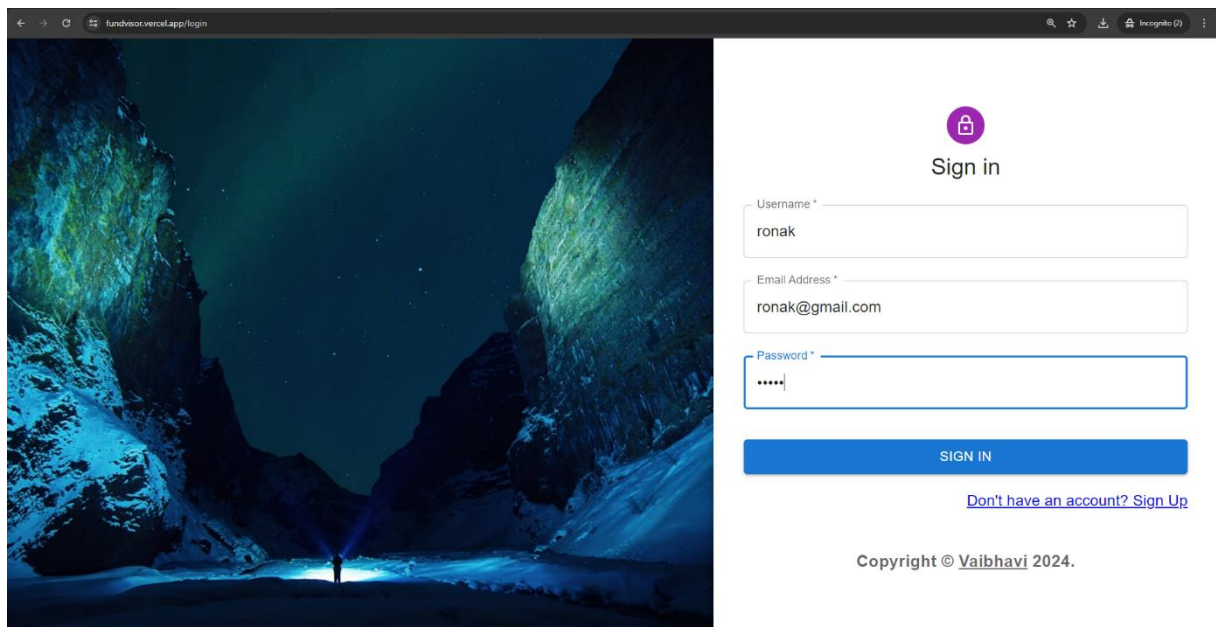 fundvisor.vercel.app/login
Incognito (2)
Sign in
Username *
ronak
Email Address *
ronak@gmail.com
Password *
•••••
SIGN IN
Don't have an account? Sign Up
Copyright © Vaibhavi 2024.